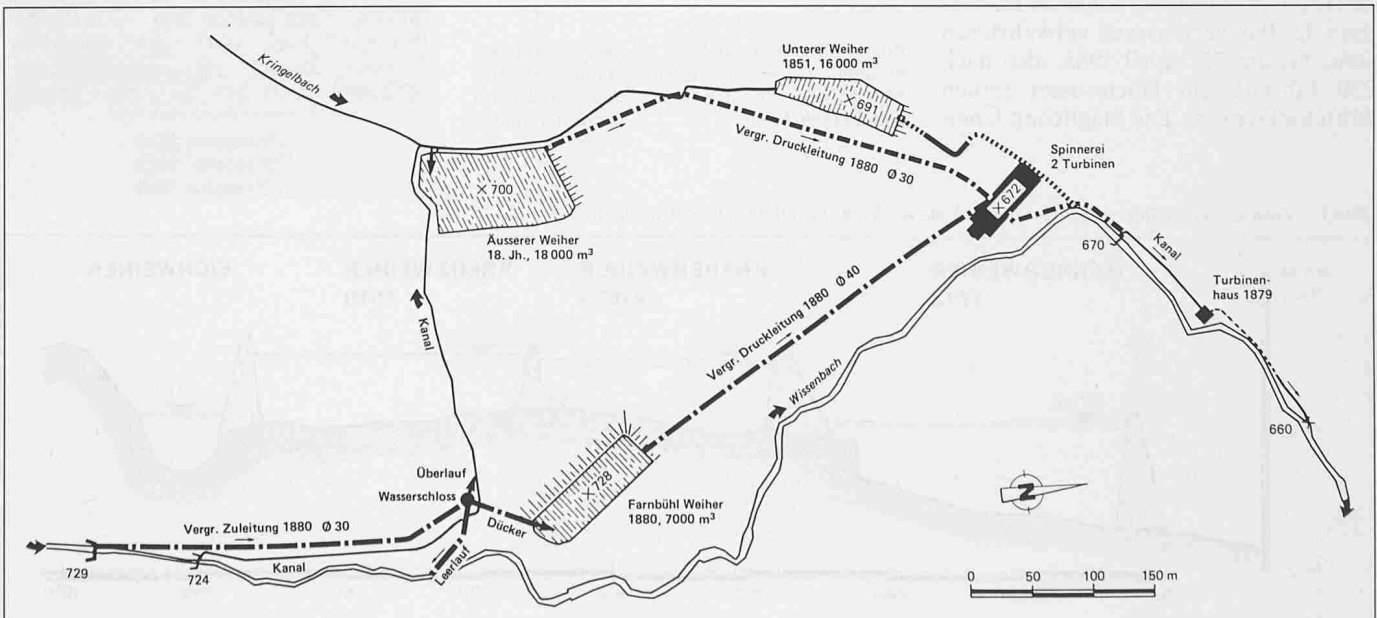 Kringelbach
Unterer Weiher
1851, 16 000 m³
× 691
Vergr. Druckleitung 1880 Ø 30
Spinnerei
2 Turbinen
× 700
× 672
Äusserer Weiher
18. Jh., 18 000 m³
670
Kanal
Turbinen-
haus 1879
Kanal
Vergr. Druckleitung 1880 Ø 40
Wissenbach
660
Überlauf
Wasserschloss
× 728
Farnbühl Weiher
1880, 7000 m³
N
Dücker
Vergr. Zuleitung 1880 Ø 30
Leerlauf
Kanal
729
724
0 50 100 150 m